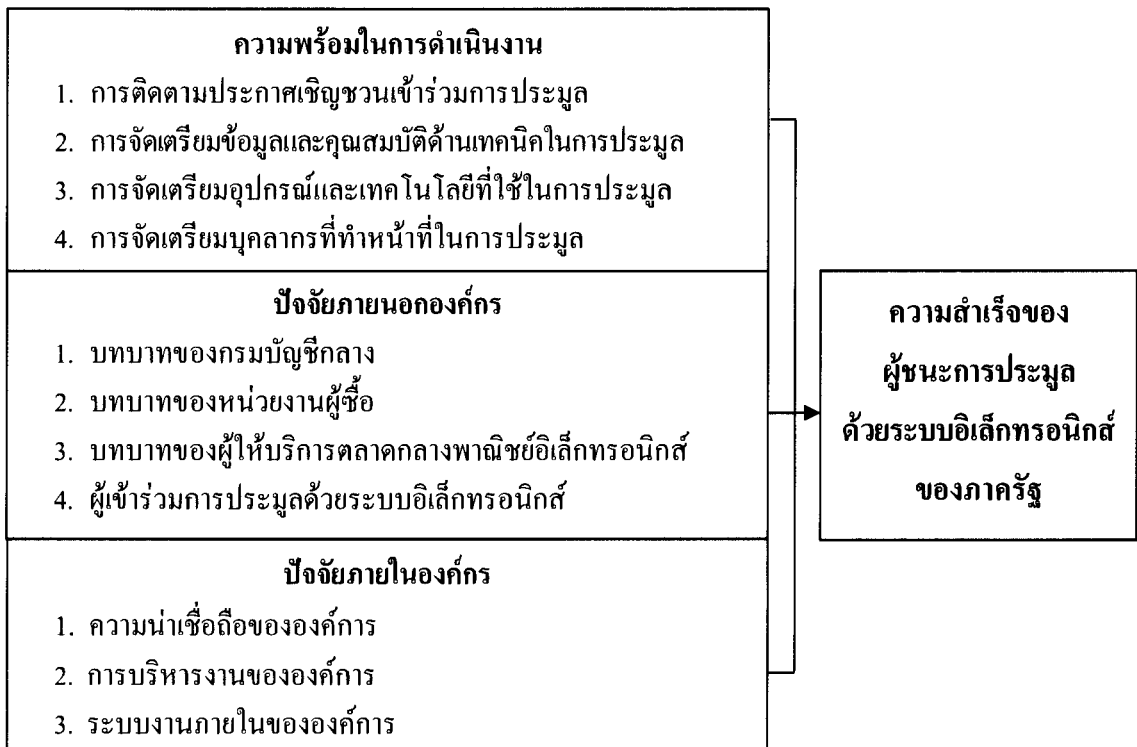 ความพร้อมในการดำเนินงาน
1. การติดตามประกาศเชิญชวนเข้าร่วมการประมูล
2. การจัดเตรียมข้อมูลและคุณสมบัติด้านเทคนิคในการประมูล
3. การจัดเตรียมอุปกรณ์และเทคโนโลยีที่ใช้ในการประมูล
4. การจัดเตรียมบุคลากรที่ทำหน้าที่ในการประมูล
ปัจจัยภายนอกองค์กร
1. บทบาทของกรมบัญชีกลาง
2. บทบาทของหน่วยงานผู้ซื้อ
3. บทบาทของผู้ให้บริการตลาดกลางพาณิชย์อิเล็กทรอนิกส์
4. ผู้เข้าร่วมการประมูลด้วยระบบอิเล็กทรอนิกส์
ปัจจัยภายในองค์กร
1. ความน่าเชื่อถือขององค์การ
2. การบริหารงานขององค์การ
3. ระบบงานภายในขององค์การ
ความสำเร็จของ
ผู้ชนะการประมูล
ด้วยระบบอิเล็กทรอนิกส์
ของภาครัฐ